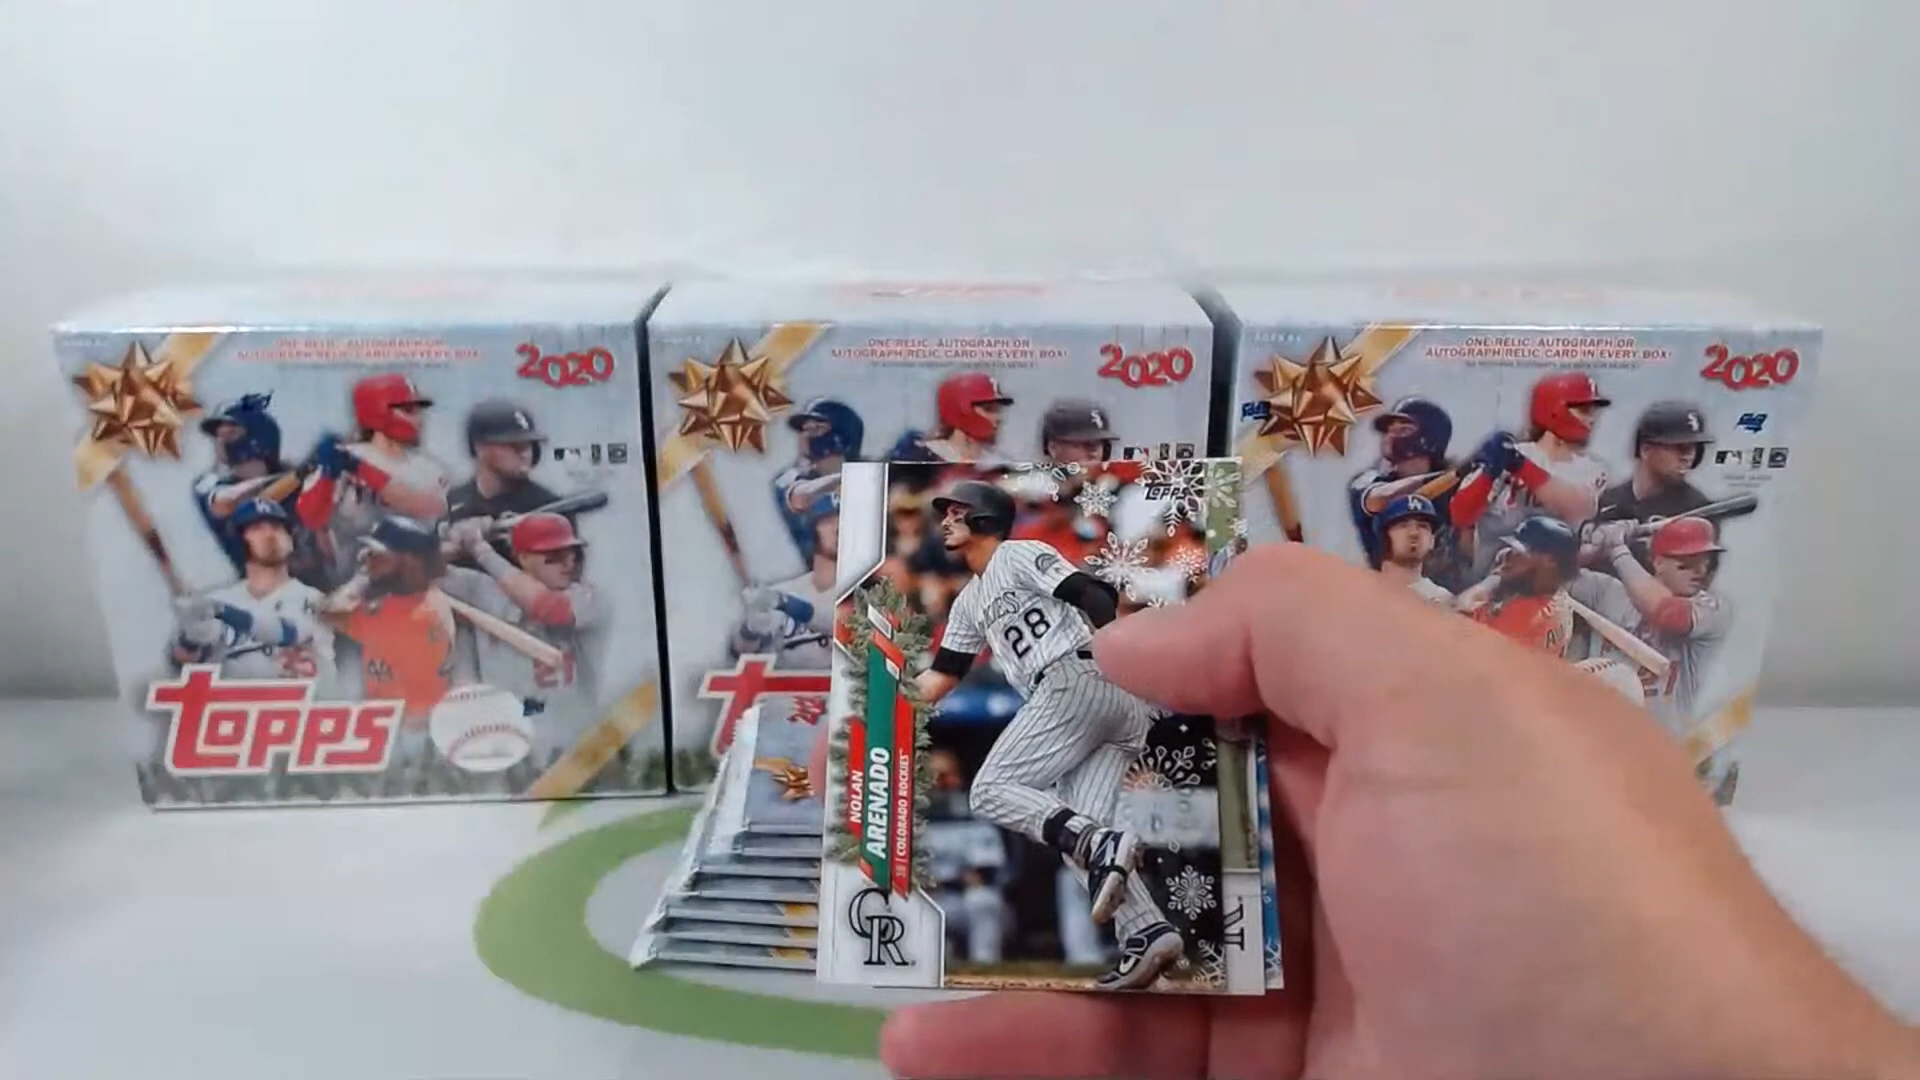 ONE RELIC, AUTOGRAPH OR
AUTOGRAPH RELIC CARD IN EVERY BOX!
2020
Topps
ONE RELIC, AUTOGRAPH OR
AUTOGRAPH RELIC CARD IN EVERY BOX!
2020
ONE RELIC, AUTOGRAPH OR
AUTOGRAPH RELIC CARD IN EVERY BOX!
2020
Topps
28
NOLAN
ARENADO
3B | COLORADO ROCKIES
CR